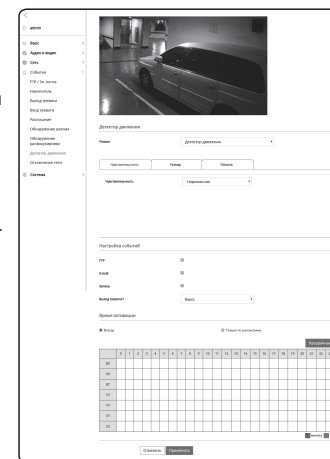 admin
Basic
Аудио и видео
Сеть
События
FTP / Эл. почта
Накопитель
Выход тревоги
Вход тревоги
Расписание
Обнаружение взлома
Обнаружение
расфокусировки
Детектор движения
Отключение сети
Система
Детектор движения
Режим
Детектор движения
Чувствительность
Размер
Область
Чувствительность
Нормальная
Настройка событий
FTP
E-mail
Запись
Выход тревоги1
Выкл.
Время активации
Всегда
Только по расписанию
0 1 2 3 4 5 6 7 8 9 10 11 12 13 14 15 16 17 18 19 20 21 22
ВС
ПН
ВТ
СР
ЧТ
ПТ
СБ
Отменить
Применить